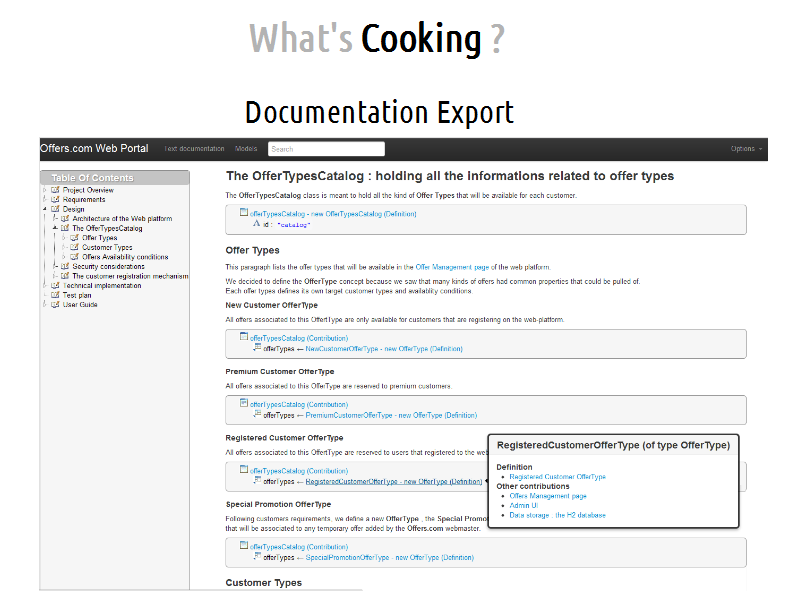 What's Cooking ?
Documentation Export
Offers.com Web Portal Text documentation Models Search Options
Table Of Contents
Project Overview
Requirements
Design
Architecture of the Web platform
The OfferTypesCatalog
Offer Types
Customer Types
Offers Availability conditions
Security considerations
The customer registration mechanism
Technical implementation
Test plan
User Guide
The OfferTypesCatalog : holding all the informations related to offer types
The OfferTypesCatalog class is meant to hold all the kind of Offer Types that will be available for each customer.
offerTypesCatalog - new OfferTypesCatalog (Definition)
id : "catalog"
Offer Types
This paragraph lists the offer types that will be available in the Offer Management page of the web platform.
We decided to define the OfferType concept because we saw that many kinds of offers had common properties that could be pulled of.
Each offer types defines its own target customer types and availablity conditions.
New Customer OfferType
All offers associated to this OffertType are only available for customers that are registering on the web-platform.
offerTypesCatalog (Contribution)
offerTypes ← NewCustomerOfferType - new OfferType (Definition)
Premium Customer OfferType
All offers associated to this OfferType are reserved to premium customers.
offerTypesCatalog (Contribution)
offerTypes ← PremiumCustomerOfferType - new OfferType (Definition)
Registered Customer OfferType
All offers associated to this OffertType are reserved to users that registered to the web
offerTypesCatalog (Contribution)
offerTypes ← RegisteredCustomerOfferType - new OfferType (Definition)
RegisteredCustomerOfferType (of type OfferType)
Definition
Registered Customer OfferType
Other contributions
Offers Management page
Admin UI
Data storage : the H2 database
Special Promotion OfferType
Following customers requirements, we define a new OfferType , the Special Promo
that will be associated to any temporary offer added by the Offers.com webmaster.
offerTypesCatalog (Contribution)
offerTypes ← SpecialPromotionOfferType - new OfferType (Definition)
Customer Types